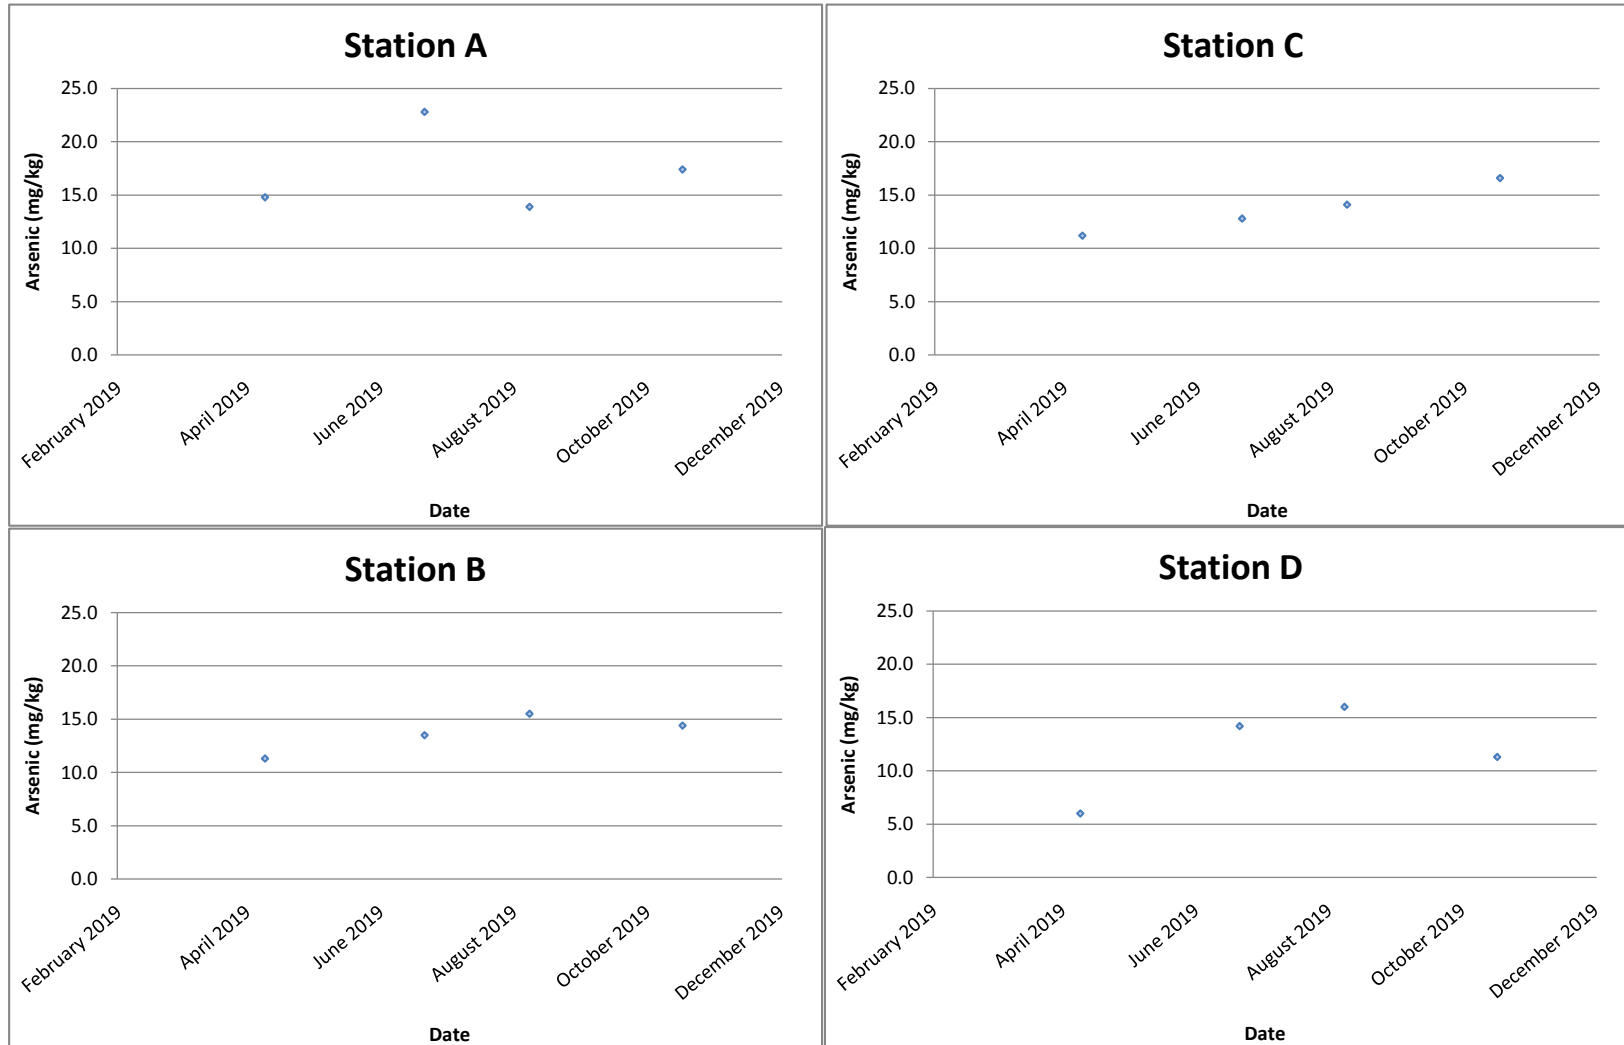 Station A
25.0
20.0
15.0
10.0
5.0
0.0
Arsenic (mg/kg)
February 2019
April 2019
June 2019
August 2019
October 2019
December 2019
Date
Station C
25.0
20.0
15.0
10.0
5.0
0.0
Arsenic (mg/kg)
February 2019
April 2019
June 2019
August 2019
October 2019
December 2019
Date
Station B
25.0
20.0
15.0
10.0
5.0
0.0
Arsenic (mg/kg)
February 2019
April 2019
June 2019
August 2019
October 2019
December 2019
Date
Station D
25.0
20.0
15.0
10.0
5.0
0.0
Arsenic (mg/kg)
February 2019
April 2019
June 2019
August 2019
October 2019
December 2019
Date